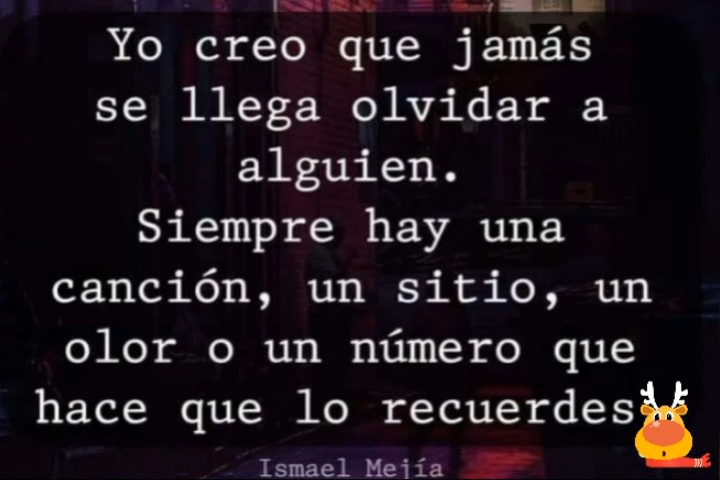 Yo creo que jamás
se llega olvidar a
alguien.
Siempre hay una
canción, un sitio, un
olor o un número que
hace que lo recuerdes
Ismael Mejía